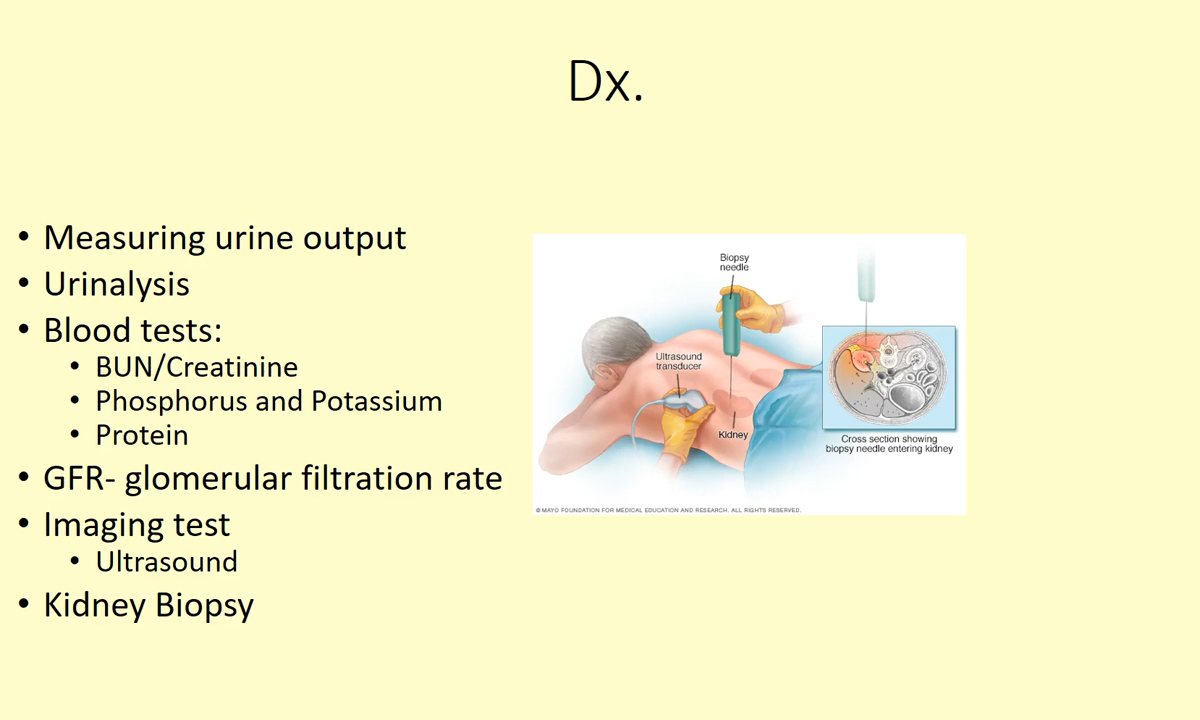 Dx.
• Measuring urine output
• Urinalysis
• Blood tests:
• BUN/Creatinine
• Phosphorus and Potassium
• Protein
• GFR- glomerular filtration rate
• Imaging test
• Ultrasound
• Kidney Biopsy
Biopsy
needle
Ultrasound
transducer
Kidney
Cross section showing
biopsy needle entering kidney
© MAYO FOUNDATION FOR MEDICAL EDUCATION AND RESEARCH. ALL RIGHTS RESERVED.